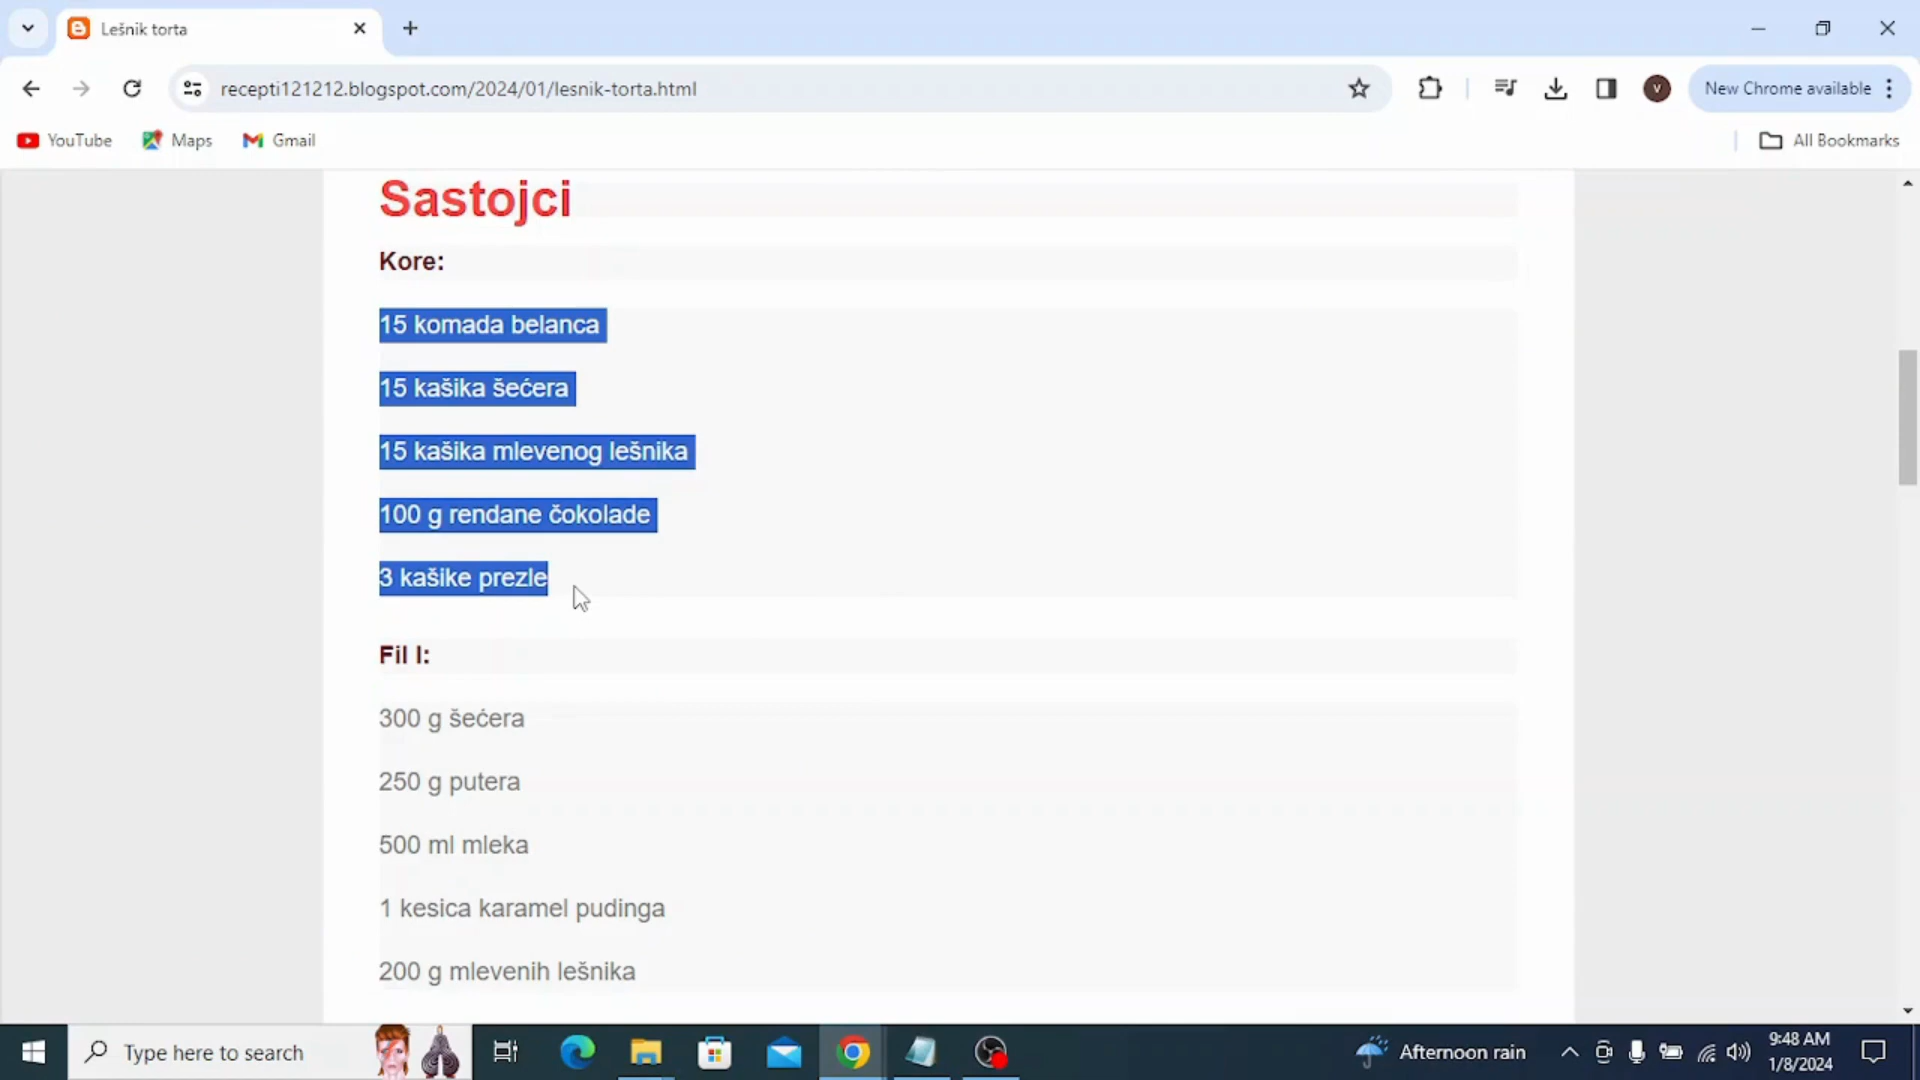 Lešnik torta
recepti121212.blogspot.com/2024/01/lesnik-torta.html
V
New Chrome available
YouTube
Maps
Gmail
All Bookmarks
Sastojci
Kore:
15 komada belanca
15 kašika šećera
15 kašika mlevenog lešnika
100 g rendane čokolade
3 kašike prezle
Fil I:
300 g šećera
250 g putera
500 ml mleka
1 kesica karamel pudinga
200 g mlevenih lešnika
Type here to search
Afternoon rain
9:48 AM
1/8/2024